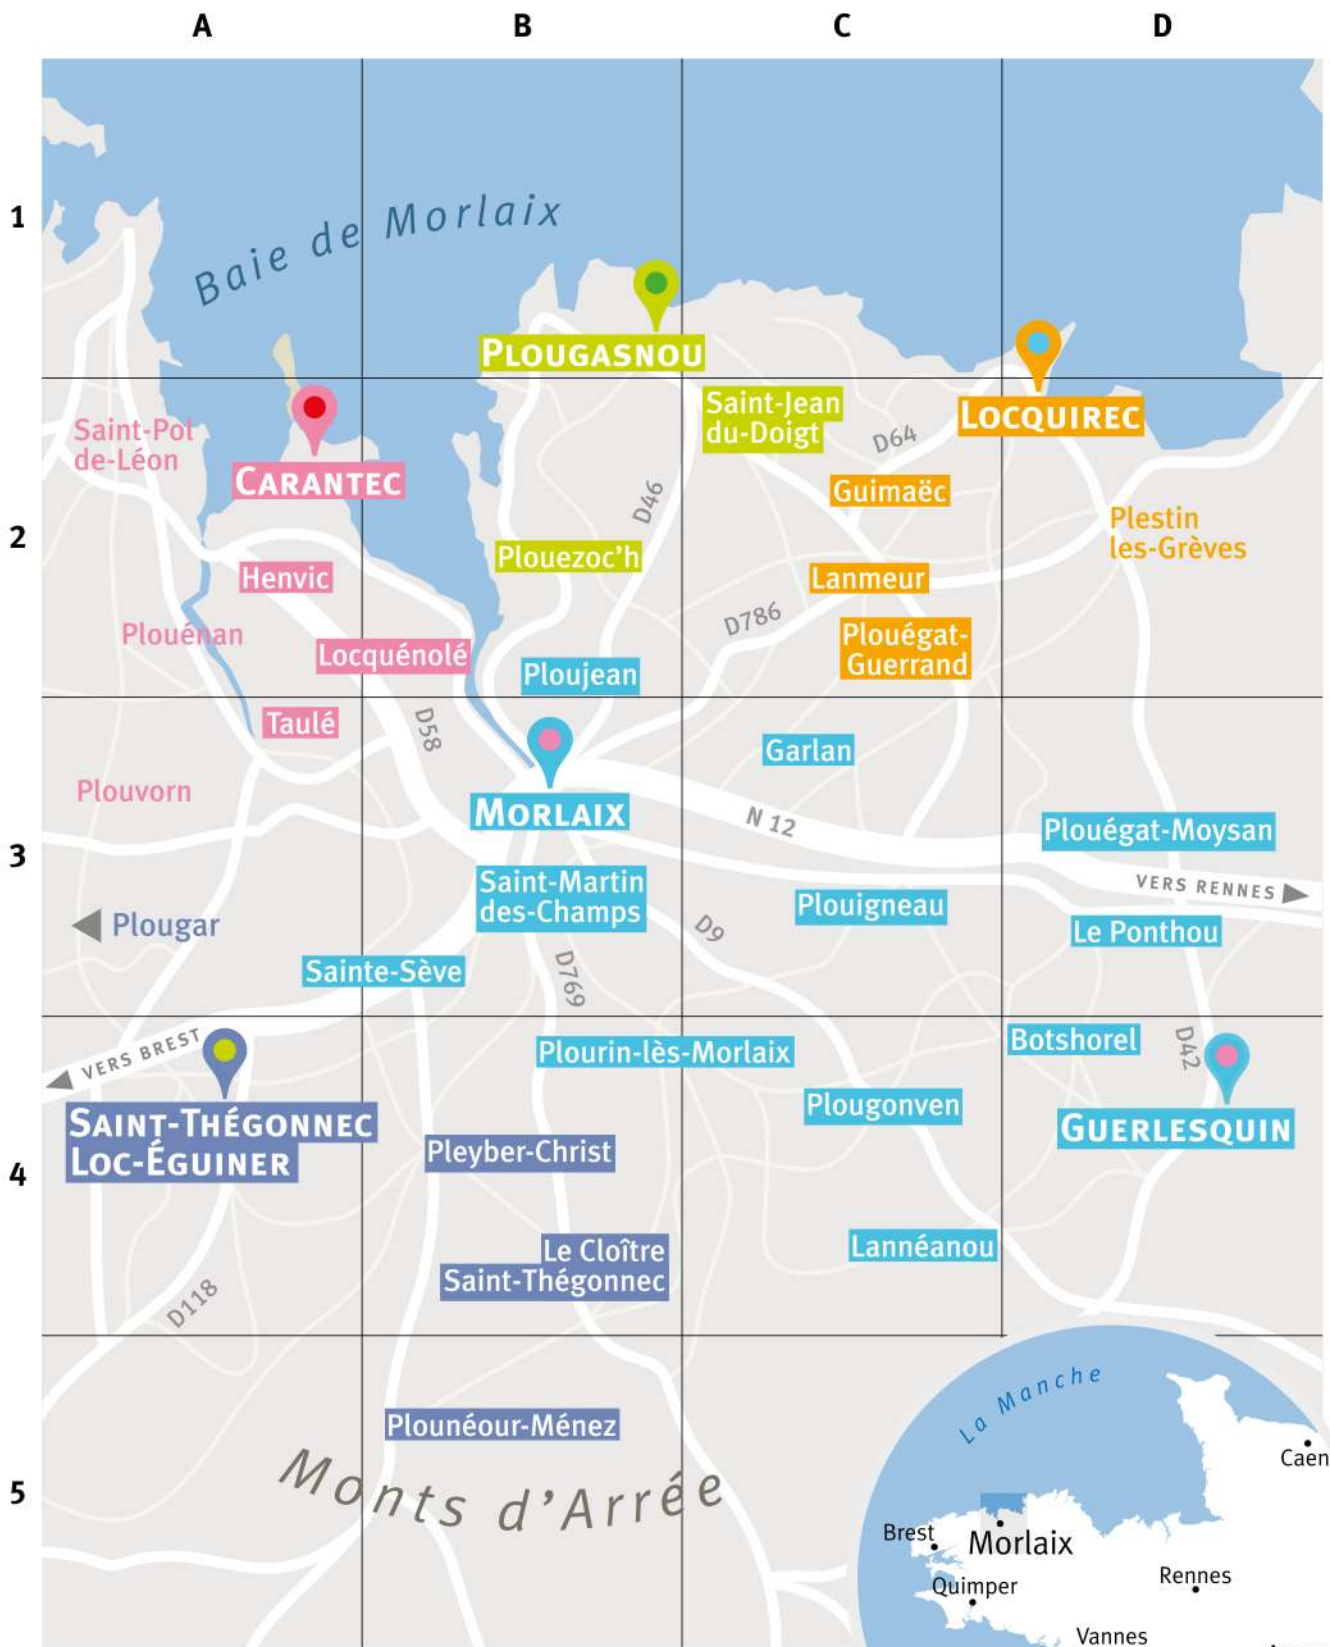 A B C D
1
Baie de Morlaix
PLOUGASNOU
Saint-Jean
du-Doigt
LOCQUIREC
D64
Saint-Pol
de-Léon
CARANTEC
Guimaëc
D46
2
Plestin
les-Grèves
Plouezoc'h
Henvic
Lanmeur
D786
Plouénan
Plouégat-
Guerrand
Locquénolé
Ploujean
Taulé
D58
Garlan
Plouvorn
MORLAIX
N 12
Plouégat-Moysan
3
Saint-Martin
des-Champs
VERS RENNES
Plouigneau
Plougar
D9
Le Ponthou
Sainte-Sève
D769
VERS BREST
Plourin-lès-Morlaix
Botshorel
D42
SAINT-THÉGONNEC
LOC-ÉGUINER
Plougonven
GUERLESQUIN
4
Pleyber-Christ
Le Cloître
Saint-Thégonnec
Lannéanou
D118
La Manche
Plounéour-Ménez
Caen
5
Monts d'Arrée
Brest
Morlaix
Quimper
Rennes
Vannes